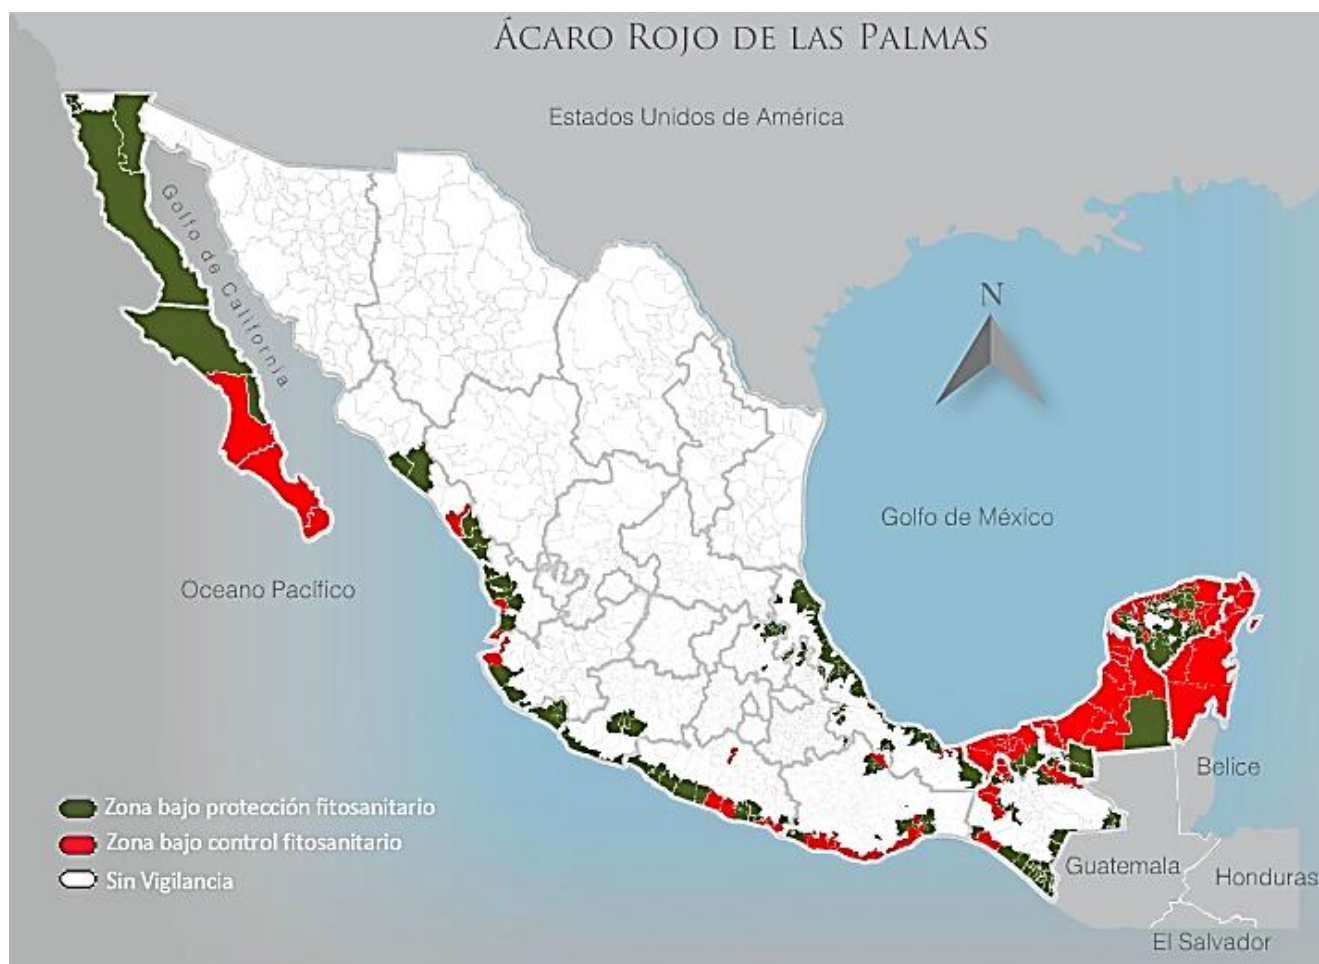 ÁCARO ROJO DE LAS PALMAS
Estados Unidos de América
Golfo de California
N
Golfo de México
Oceano Pacífico
Belice
Zona bajo protección fitosanitario
Zona bajo control fitosanitario
Sin Vigilancia
Guatemala
Honduras
El Salvador